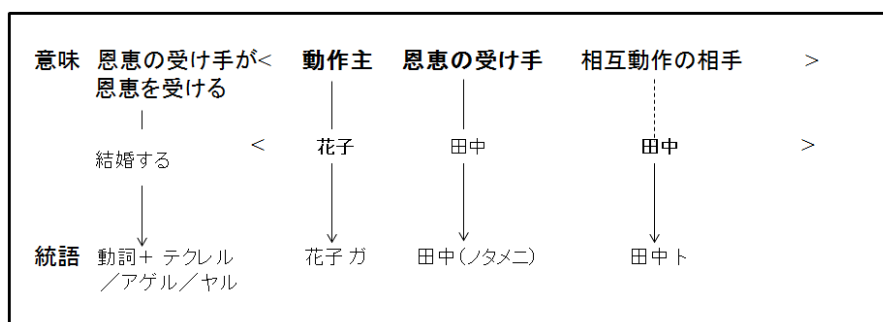 意味 恩恵の受け手が< 動作主 恩恵の受け手 相互動作の相手 >
恩恵を受ける
結婚する < 花子 田中 田中 >
統語 動詞+ テクレル 花子 ガ 田中(ノタメニ) 田中 ト
／アゲル／ヤル